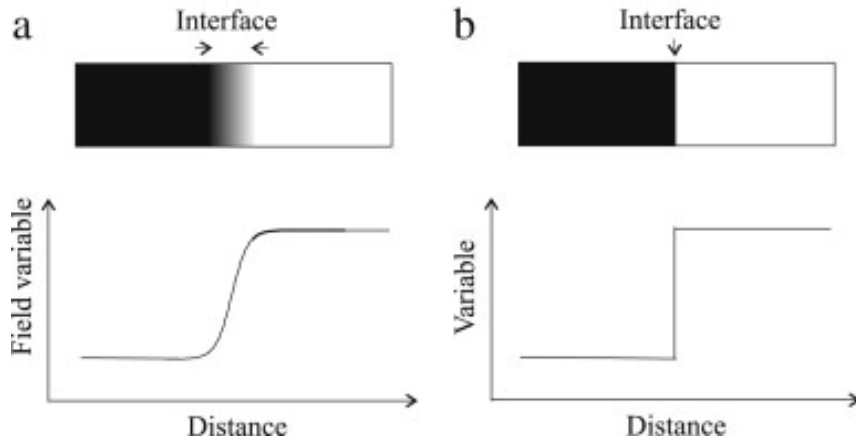 a
Interface
Field variable
Distance
b
Interface
Variable
Distance